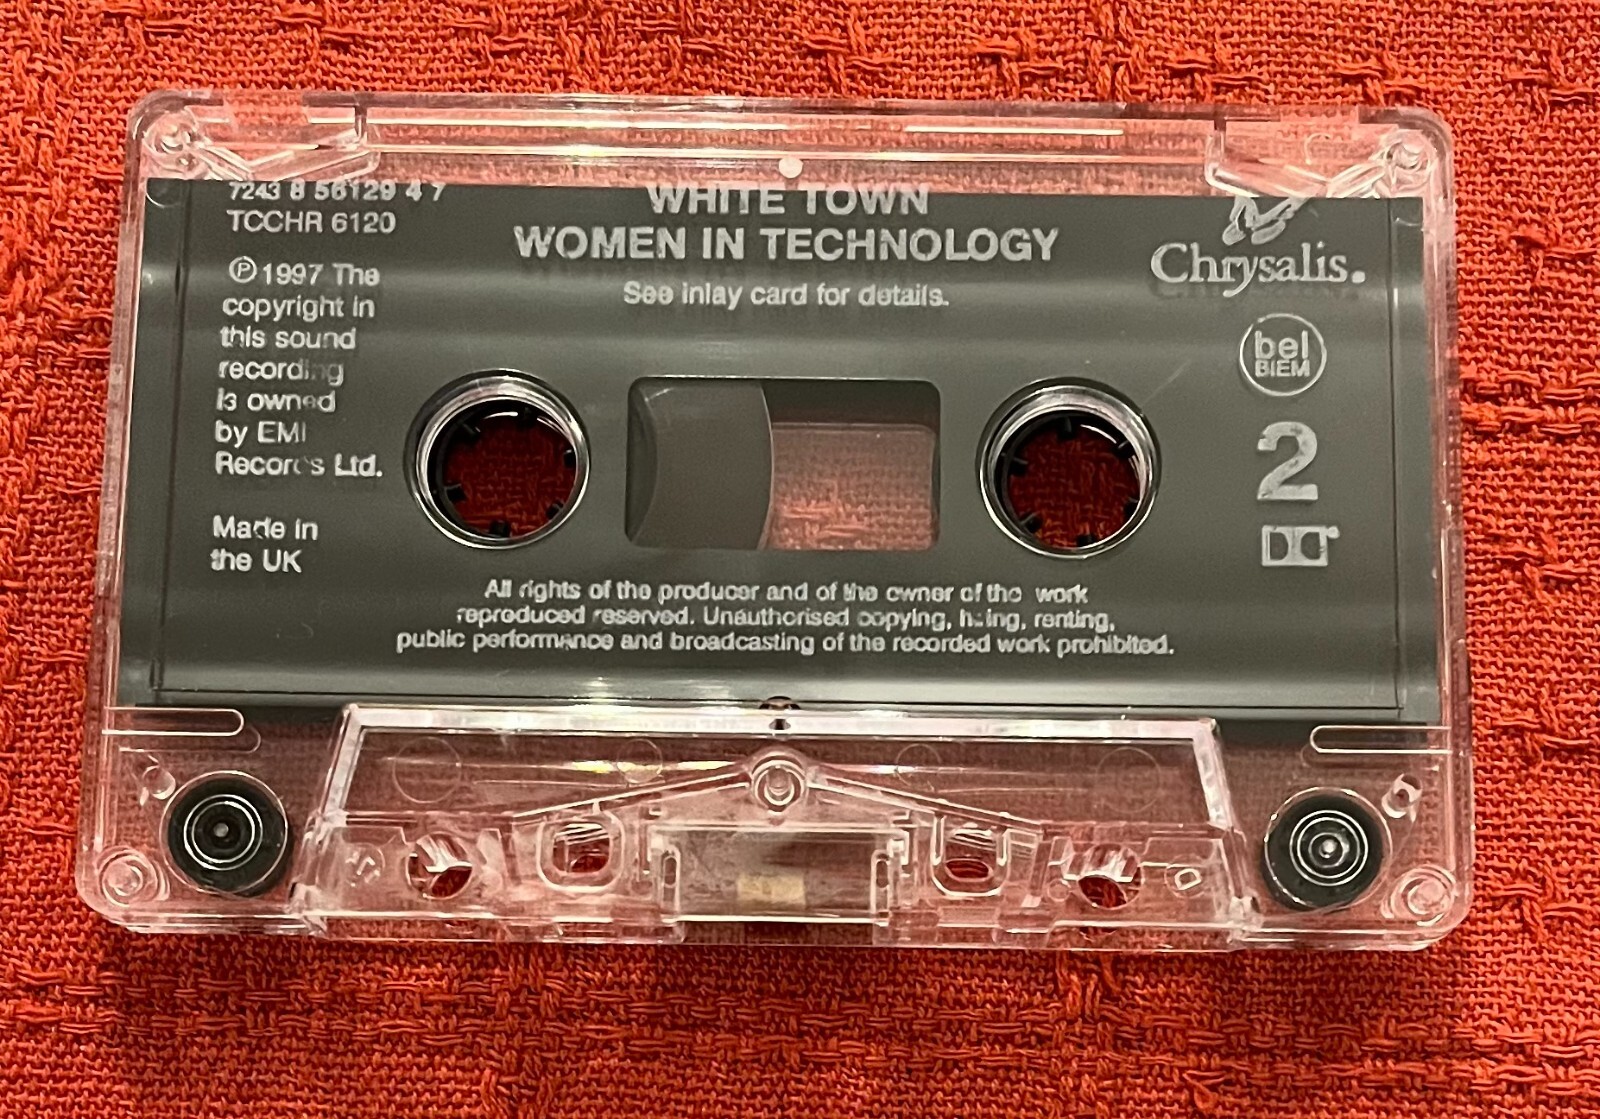 7243 8 56129 4 7
TCCHR 6120
℗ 1997 The
copyright in
this sound
recording
is owned
by EMI
Records Ltd.
Made in
the UK
WHITE TOWN
WOMEN IN TECHNOLOGY
See inlay card for details.
Chrysalis.
bel
BIEM
2
All rights of the producer and of the owner of the work
reproduced reserved. Unauthorised copying, hiring, renting,
public performance and broadcasting of the recorded work prohibited.